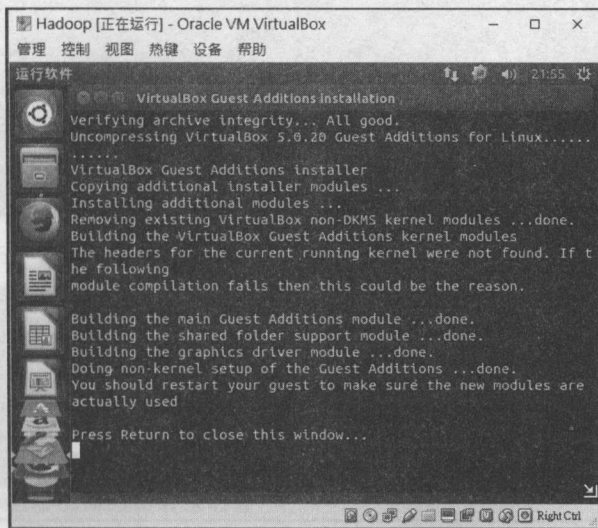 Hadoop [正在运行] - Oracle VM VirtualBox
管理 控制 视图 热键 设备 帮助
运行软件 21:55
VirtualBox Guest Additions installation
Verifying archive integrity... All good.
Uncompressing VirtualBox 5.0.20 Guest Additions for Linux......
......
VirtualBox Guest Additions installer
Copying additional installer modules ...
Installing additional modules ...
Removing existing VirtualBox non-DKMS kernel modules ...done.
Building the VirtualBox Guest Additions kernel modules
The headers for the current running kernel were not found. If t
he following
module compilation fails then this could be the reason.
Building the main Guest Additions module ...done.
Building the shared folder support module ...done.
Building the graphics driver module ...done.
Doing non-kernel setup of the Guest Additions ...done.
You should restart your guest to make sure the new modules are
actually used
Press Return to close this window...
Right Ctrl